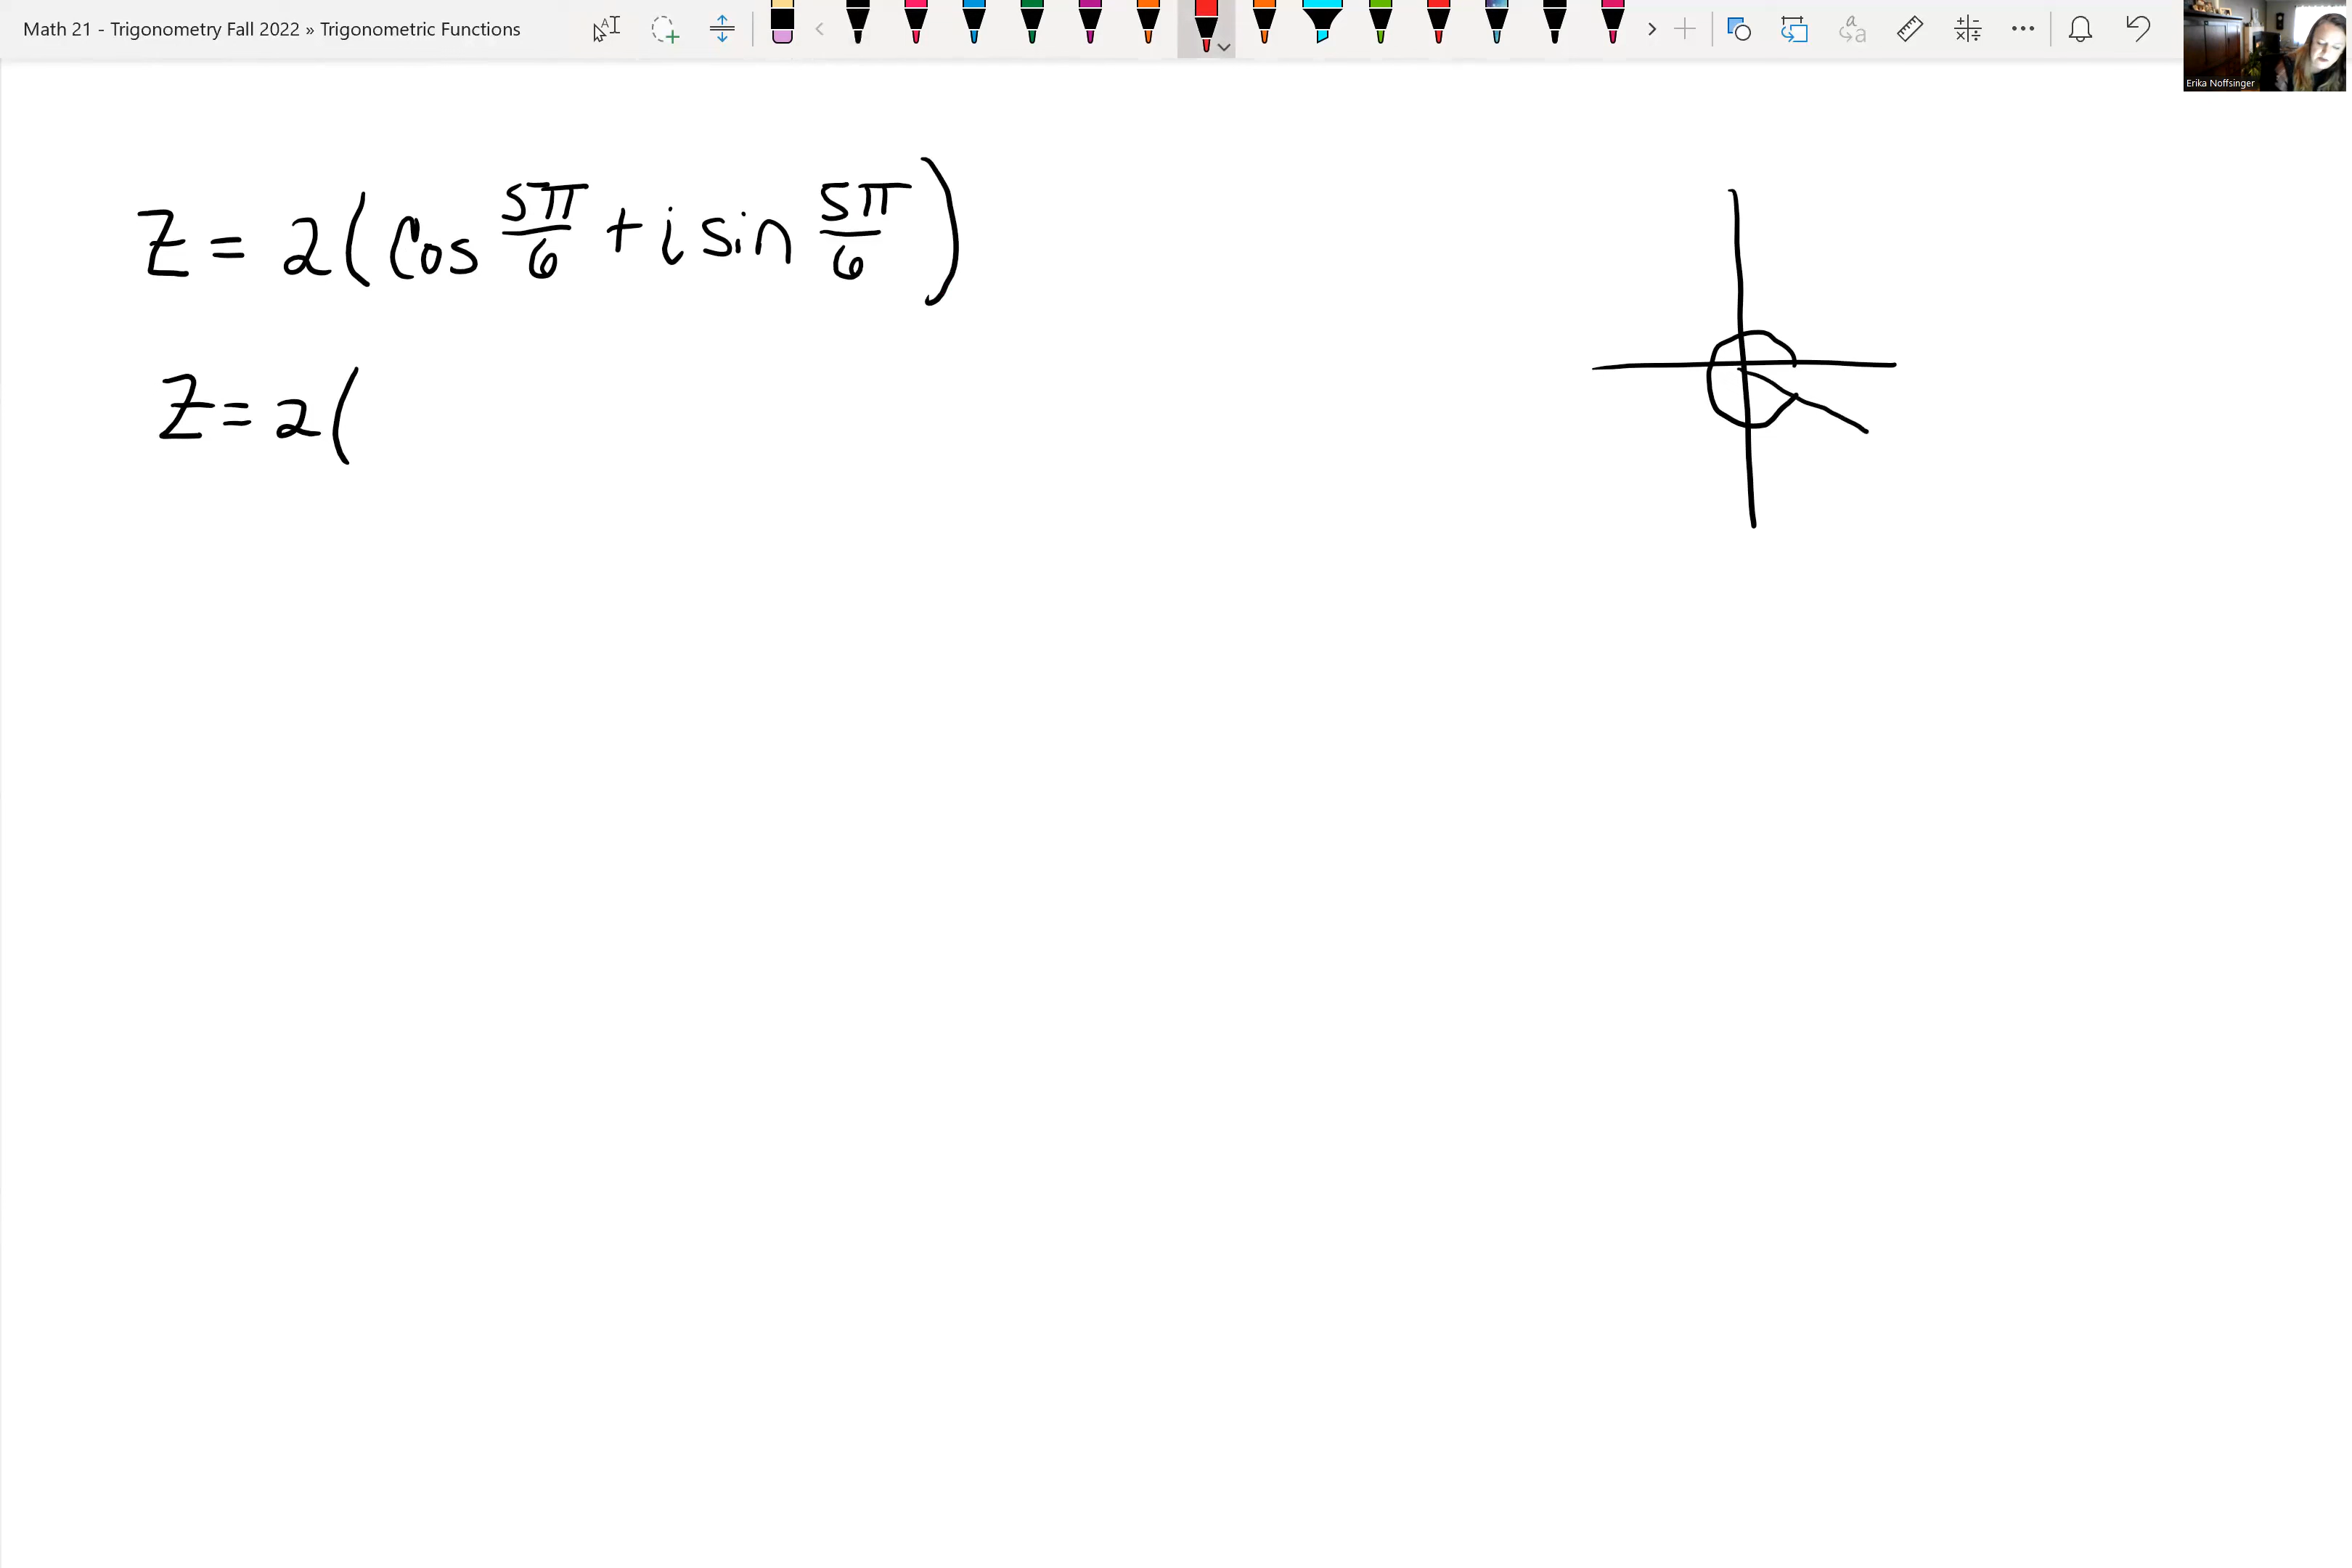 Math 21 - Trigonometry Fall 2022 » Trigonometric Functions
Erika Noffsinger
Z = 2(cos 5π/6 + i sin 5π/6)
Z = 2(